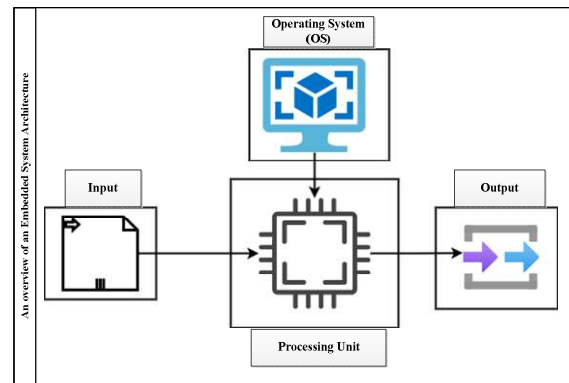 An overview of an Embedded System Architecture
Operating System
(OS)
Input
Output
Processing Unit